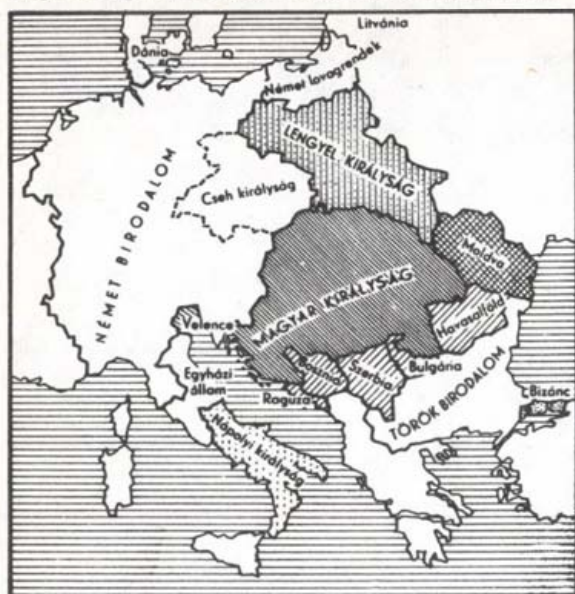 Litvánia
Dánia
Német lovagrendek
LENGYEL KIRÁLYSÁG
Cseh királyság
NÉMET BIRODALOM
Moldva
MAGYAR KIRÁLYSÁG
Havasalföld
Velence
Bosznia
Szerbia
Bulgária
Egyházi
állam
Raguza
TÖRÖK BIRODALOM
Bizánc
Nápolyi királyság